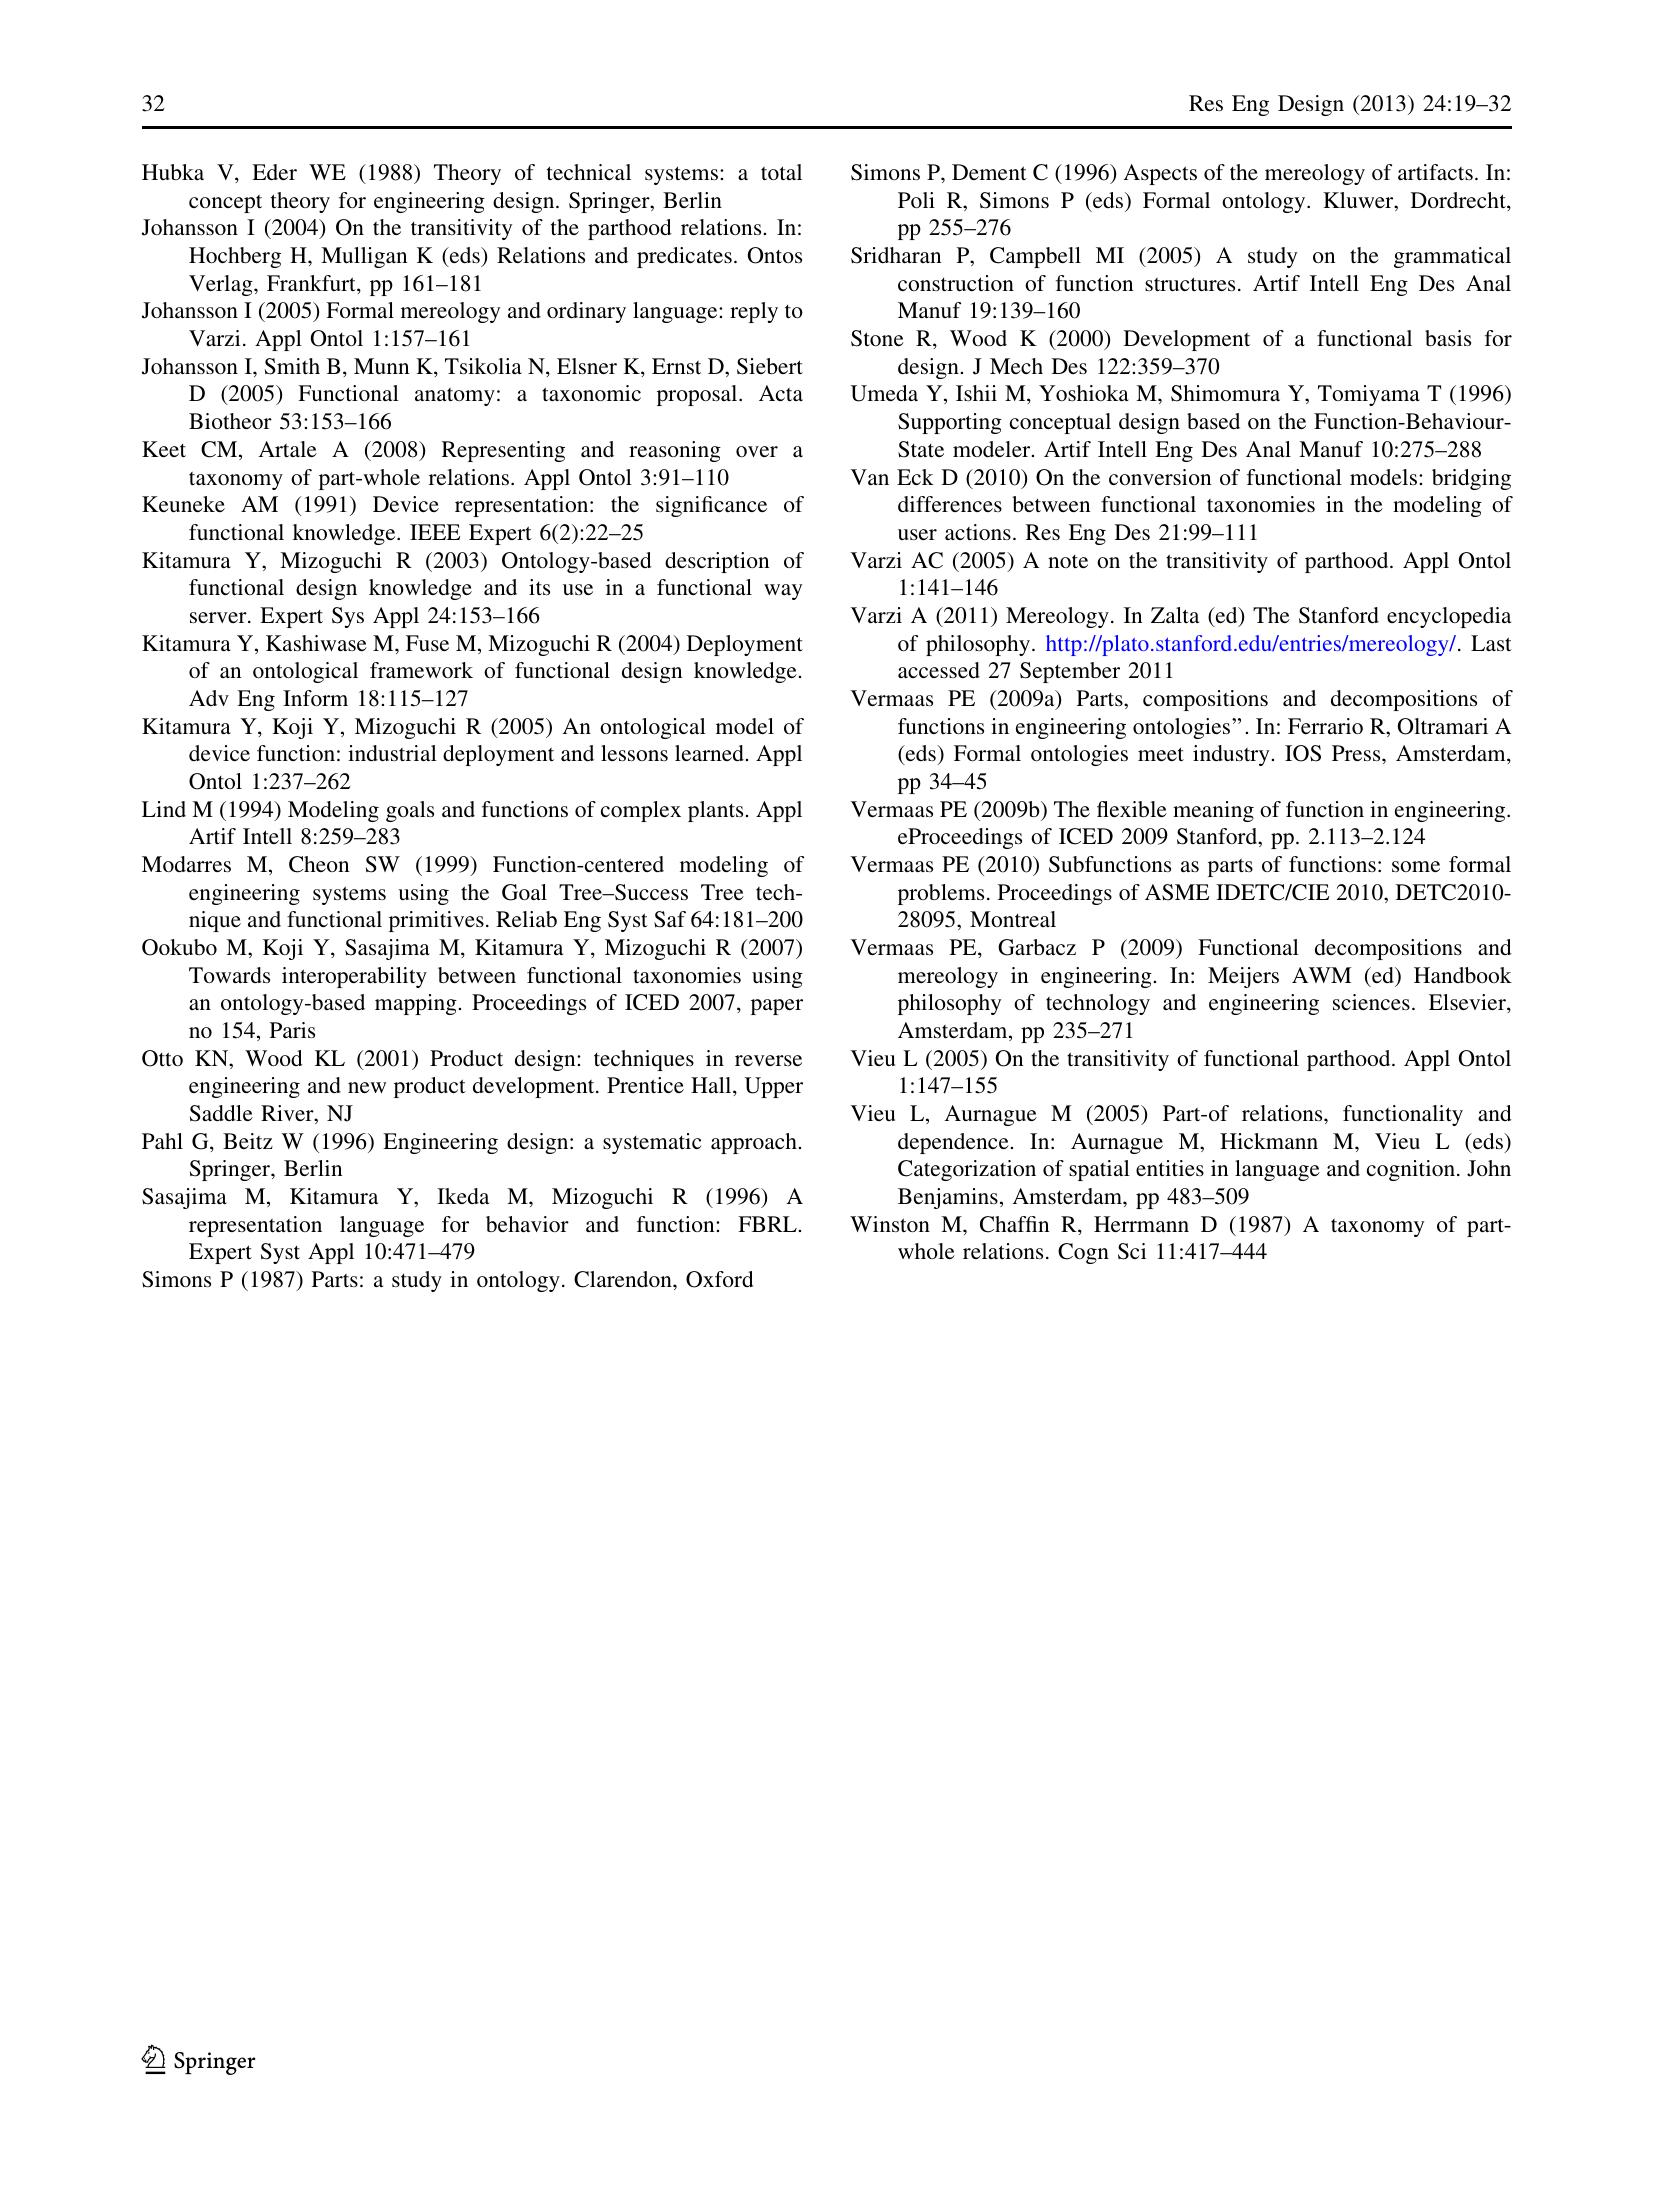 32
Res Eng Design (2013) 24:19–32
Hubka V, Eder WE (1988) Theory of technical systems: a total
concept theory for engineering design. Springer, Berlin
Johansson I (2004) On the transitivity of the parthood relations. In:
Hochberg H, Mulligan K (eds) Relations and predicates. Ontos
Verlag, Frankfurt, pp 161–181
Johansson I (2005) Formal mereology and ordinary language: reply to
Varzi. Appl Ontol 1:157–161
Johansson I, Smith B, Munn K, Tsikolia N, Elsner K, Ernst D, Siebert
D (2005) Functional anatomy: a taxonomic proposal. Acta
Biotheor 53:153–166
Keet CM, Artale A (2008) Representing and reasoning over a
taxonomy of part-whole relations. Appl Ontol 3:91–110
Keuneke AM (1991) Device representation: the significance of
functional knowledge. IEEE Expert 6(2):22–25
Kitamura Y, Mizoguchi R (2003) Ontology-based description of
functional design knowledge and its use in a functional way
server. Expert Sys Appl 24:153–166
Kitamura Y, Kashiwase M, Fuse M, Mizoguchi R (2004) Deployment
of an ontological framework of functional design knowledge.
Adv Eng Inform 18:115–127
Kitamura Y, Koji Y, Mizoguchi R (2005) An ontological model of
device function: industrial deployment and lessons learned. Appl
Ontol 1:237–262
Lind M (1994) Modeling goals and functions of complex plants. Appl
Artif Intell 8:259–283
Modarres M, Cheon SW (1999) Function-centered modeling of
engineering systems using the Goal Tree–Success Tree tech-
nique and functional primitives. Reliab Eng Syst Saf 64:181–200
Ookubo M, Koji Y, Sasajima M, Kitamura Y, Mizoguchi R (2007)
Towards interoperability between functional taxonomies using
an ontology-based mapping. Proceedings of ICED 2007, paper
no 154, Paris
Otto KN, Wood KL (2001) Product design: techniques in reverse
engineering and new product development. Prentice Hall, Upper
Saddle River, NJ
Pahl G, Beitz W (1996) Engineering design: a systematic approach.
Springer, Berlin
Sasajima M, Kitamura Y, Ikeda M, Mizoguchi R (1996) A
representation language for behavior and function: FBRL.
Expert Syst Appl 10:471–479
Simons P (1987) Parts: a study in ontology. Clarendon, Oxford
Simons P, Dement C (1996) Aspects of the mereology of artifacts. In:
Poli R, Simons P (eds) Formal ontology. Kluwer, Dordrecht,
pp 255–276
Sridharan P, Campbell MI (2005) A study on the grammatical
construction of function structures. Artif Intell Eng Des Anal
Manuf 19:139–160
Stone R, Wood K (2000) Development of a functional basis for
design. J Mech Des 122:359–370
Umeda Y, Ishii M, Yoshioka M, Shimomura Y, Tomiyama T (1996)
Supporting conceptual design based on the Function-Behaviour-
State modeler. Artif Intell Eng Des Anal Manuf 10:275–288
Van Eck D (2010) On the conversion of functional models: bridging
differences between functional taxonomies in the modeling of
user actions. Res Eng Des 21:99–111
Varzi AC (2005) A note on the transitivity of parthood. Appl Ontol
1:141–146
Varzi A (2011) Mereology. In Zalta (ed) The Stanford encyclopedia
of philosophy. http://plato.stanford.edu/entries/mereology/. Last
accessed 27 September 2011
Vermaas PE (2009a) Parts, compositions and decompositions of
functions in engineering ontologies”. In: Ferrario R, Oltramari A
(eds) Formal ontologies meet industry. IOS Press, Amsterdam,
pp 34–45
Vermaas PE (2009b) The flexible meaning of function in engineering.
eProceedings of ICED 2009 Stanford, pp. 2.113–2.124
Vermaas PE (2010) Subfunctions as parts of functions: some formal
problems. Proceedings of ASME IDETC/CIE 2010, DETC2010-
28095, Montreal
Vermaas PE, Garbacz P (2009) Functional decompositions and
mereology in engineering. In: Meijers AWM (ed) Handbook
philosophy of technology and engineering sciences. Elsevier,
Amsterdam, pp 235–271
Vieu L (2005) On the transitivity of functional parthood. Appl Ontol
1:147–155
Vieu L, Aurnague M (2005) Part-of relations, functionality and
dependence. In: Aurnague M, Hickmann M, Vieu L (eds)
Categorization of spatial entities in language and cognition. John
Benjamins, Amsterdam, pp 483–509
Winston M, Chaffin R, Herrmann D (1987) A taxonomy of part-
whole relations. Cogn Sci 11:417–444
Springer